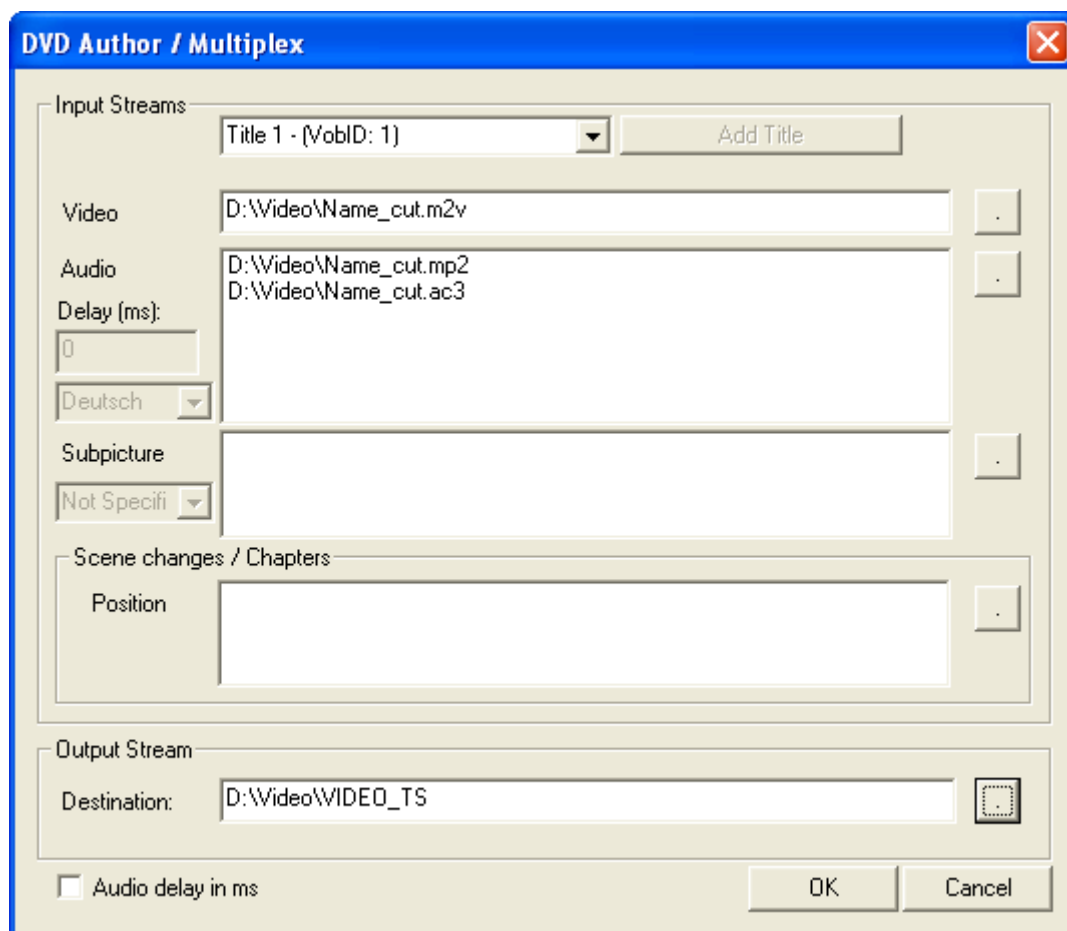 DVD Author / Multiplex
Input Streams
Title 1 - (VobID: 1)
Add Title
Video
D:\Video\Name_cut.m2v
.
Audio
D:\Video\Name_cut.mp2
D:\Video\Name_cut.ac3
.
Delay (ms):
0
Deutsch
Subpicture
.
Not Specifi
Scene changes / Chapters
Position
.
Output Stream
Destination:
D:\Video\VIDEO_TS
.
Audio delay in ms
OK
Cancel